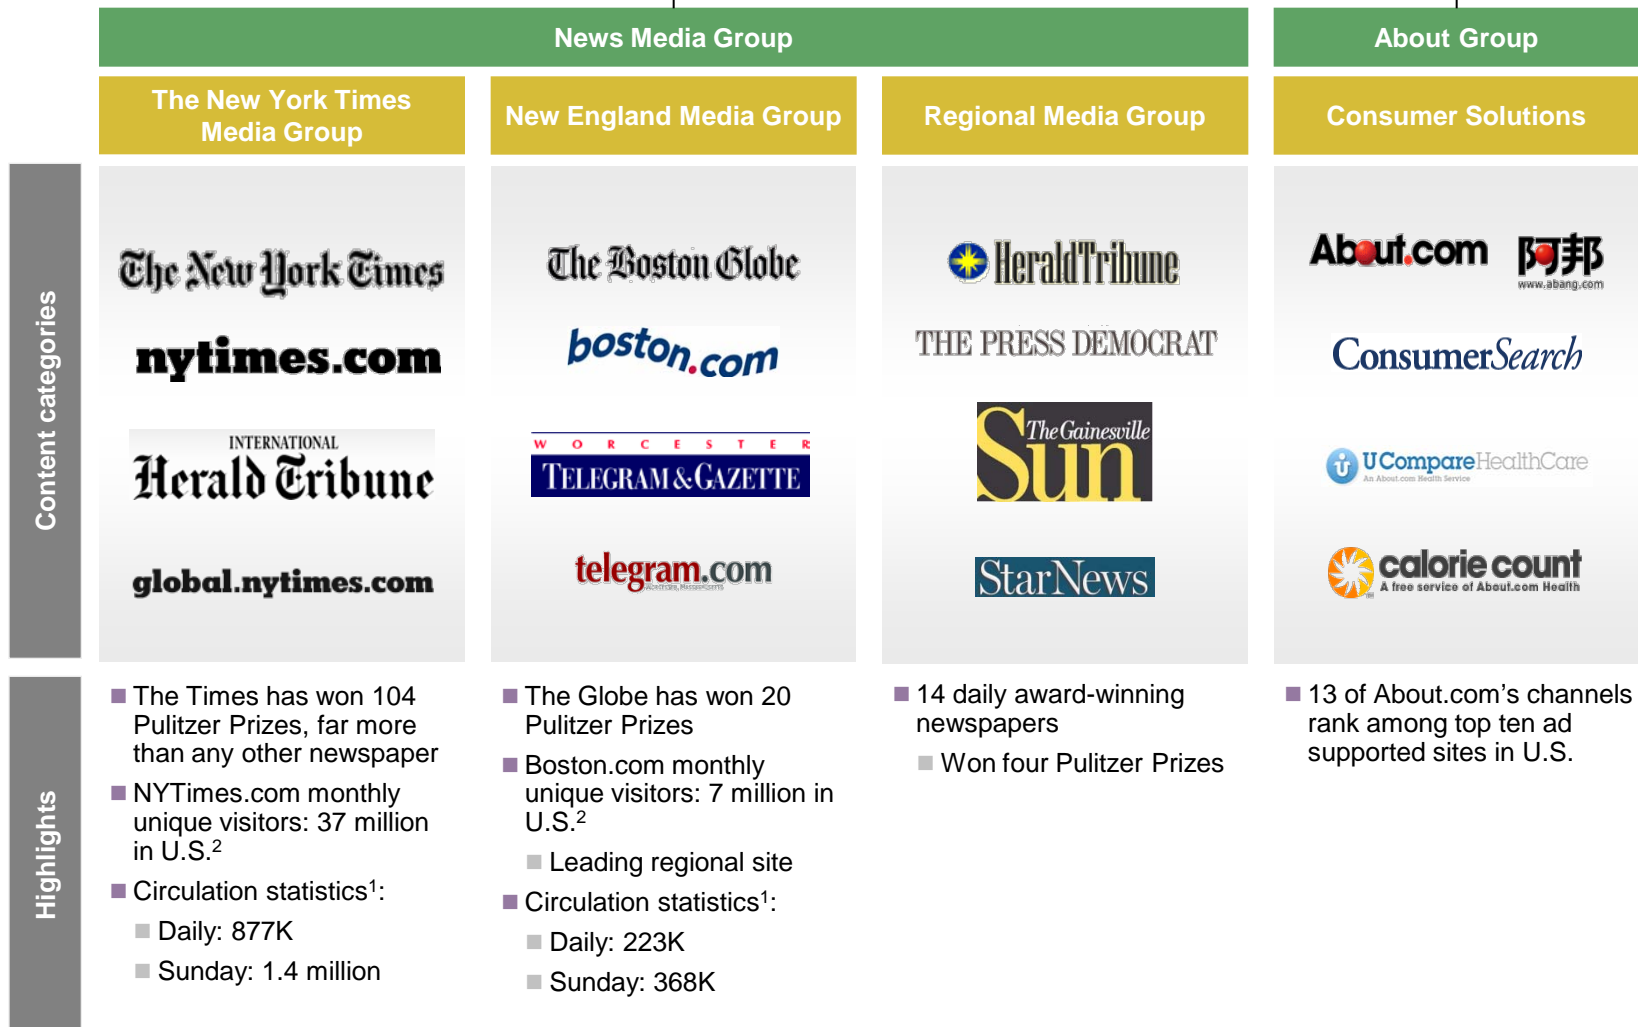 News Media Group
About Group
The New York Times
Media Group
New England Media Group
Regional Media Group
Consumer Solutions
Content categories
The New York Times
nytimes.com
INTERNATIONAL
Herald Tribune
global.nytimes.com
The Boston Globe
boston.com
WORCESTER
TELEGRAM & GAZETTE
telegram.com
HeraldTribune
THE PRESS DEMOCRAT
The Gainesville
Sun
StarNews
About.com
阿邦
www.abang.com
ConsumerSearch
UCompareHealthCare
An About.com Health Service
calorie count
A free service of About.com Health
Highlights
The Times has won 104
Pulitzer Prizes, far more
than any other newspaper
NYTimes.com monthly
unique visitors: 37 million
in U.S.²
Circulation statistics¹:
Daily: 877K
Sunday: 1.4 million
The Globe has won 20
Pulitzer Prizes
Boston.com monthly
unique visitors: 7 million in
U.S.²
Leading regional site
Circulation statistics¹:
Daily: 223K
Sunday: 368K
14 daily award-winning
newspapers
Won four Pulitzer Prizes
13 of About.com’s channels
rank among top ten ad
supported sites in U.S.